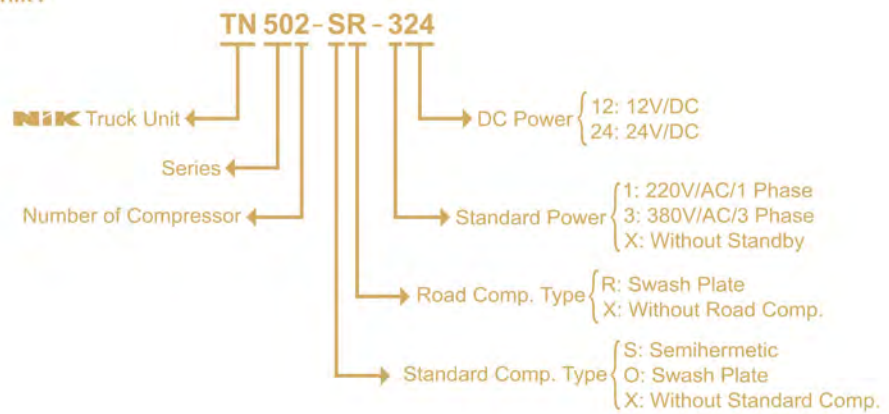 TN 502-SR-324
NiK Truck Unit
DC Power
12: 12V/DC
24: 24V/DC
Series
Number of Compressor
Standard Power
1: 220V/AC/1 Phase
3: 380V/AC/3 Phase
X: Without Standby
Road Comp. Type
R: Swash Plate
X: Without Road Comp.
Standard Comp. Type
S: Semihermetic
O: Swash Plate
X: Without Standard Comp.